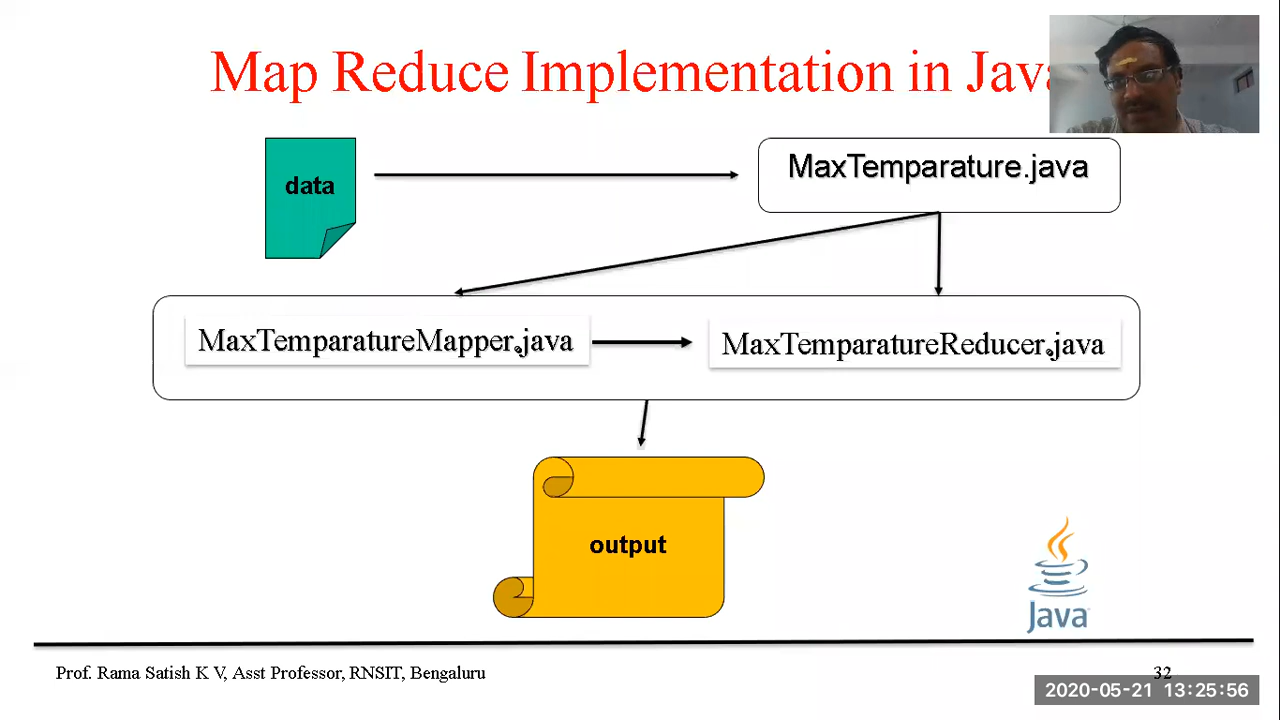 Map Reduce Implementation in Java
data
MaxTemparature.java
MaxTemparatureMapper.java
MaxTemparatureReducer.java
output
Java
Prof. Rama Satish K V, Asst Professor, RNSIT, Bengaluru
32
2020-05-21 13:25:56